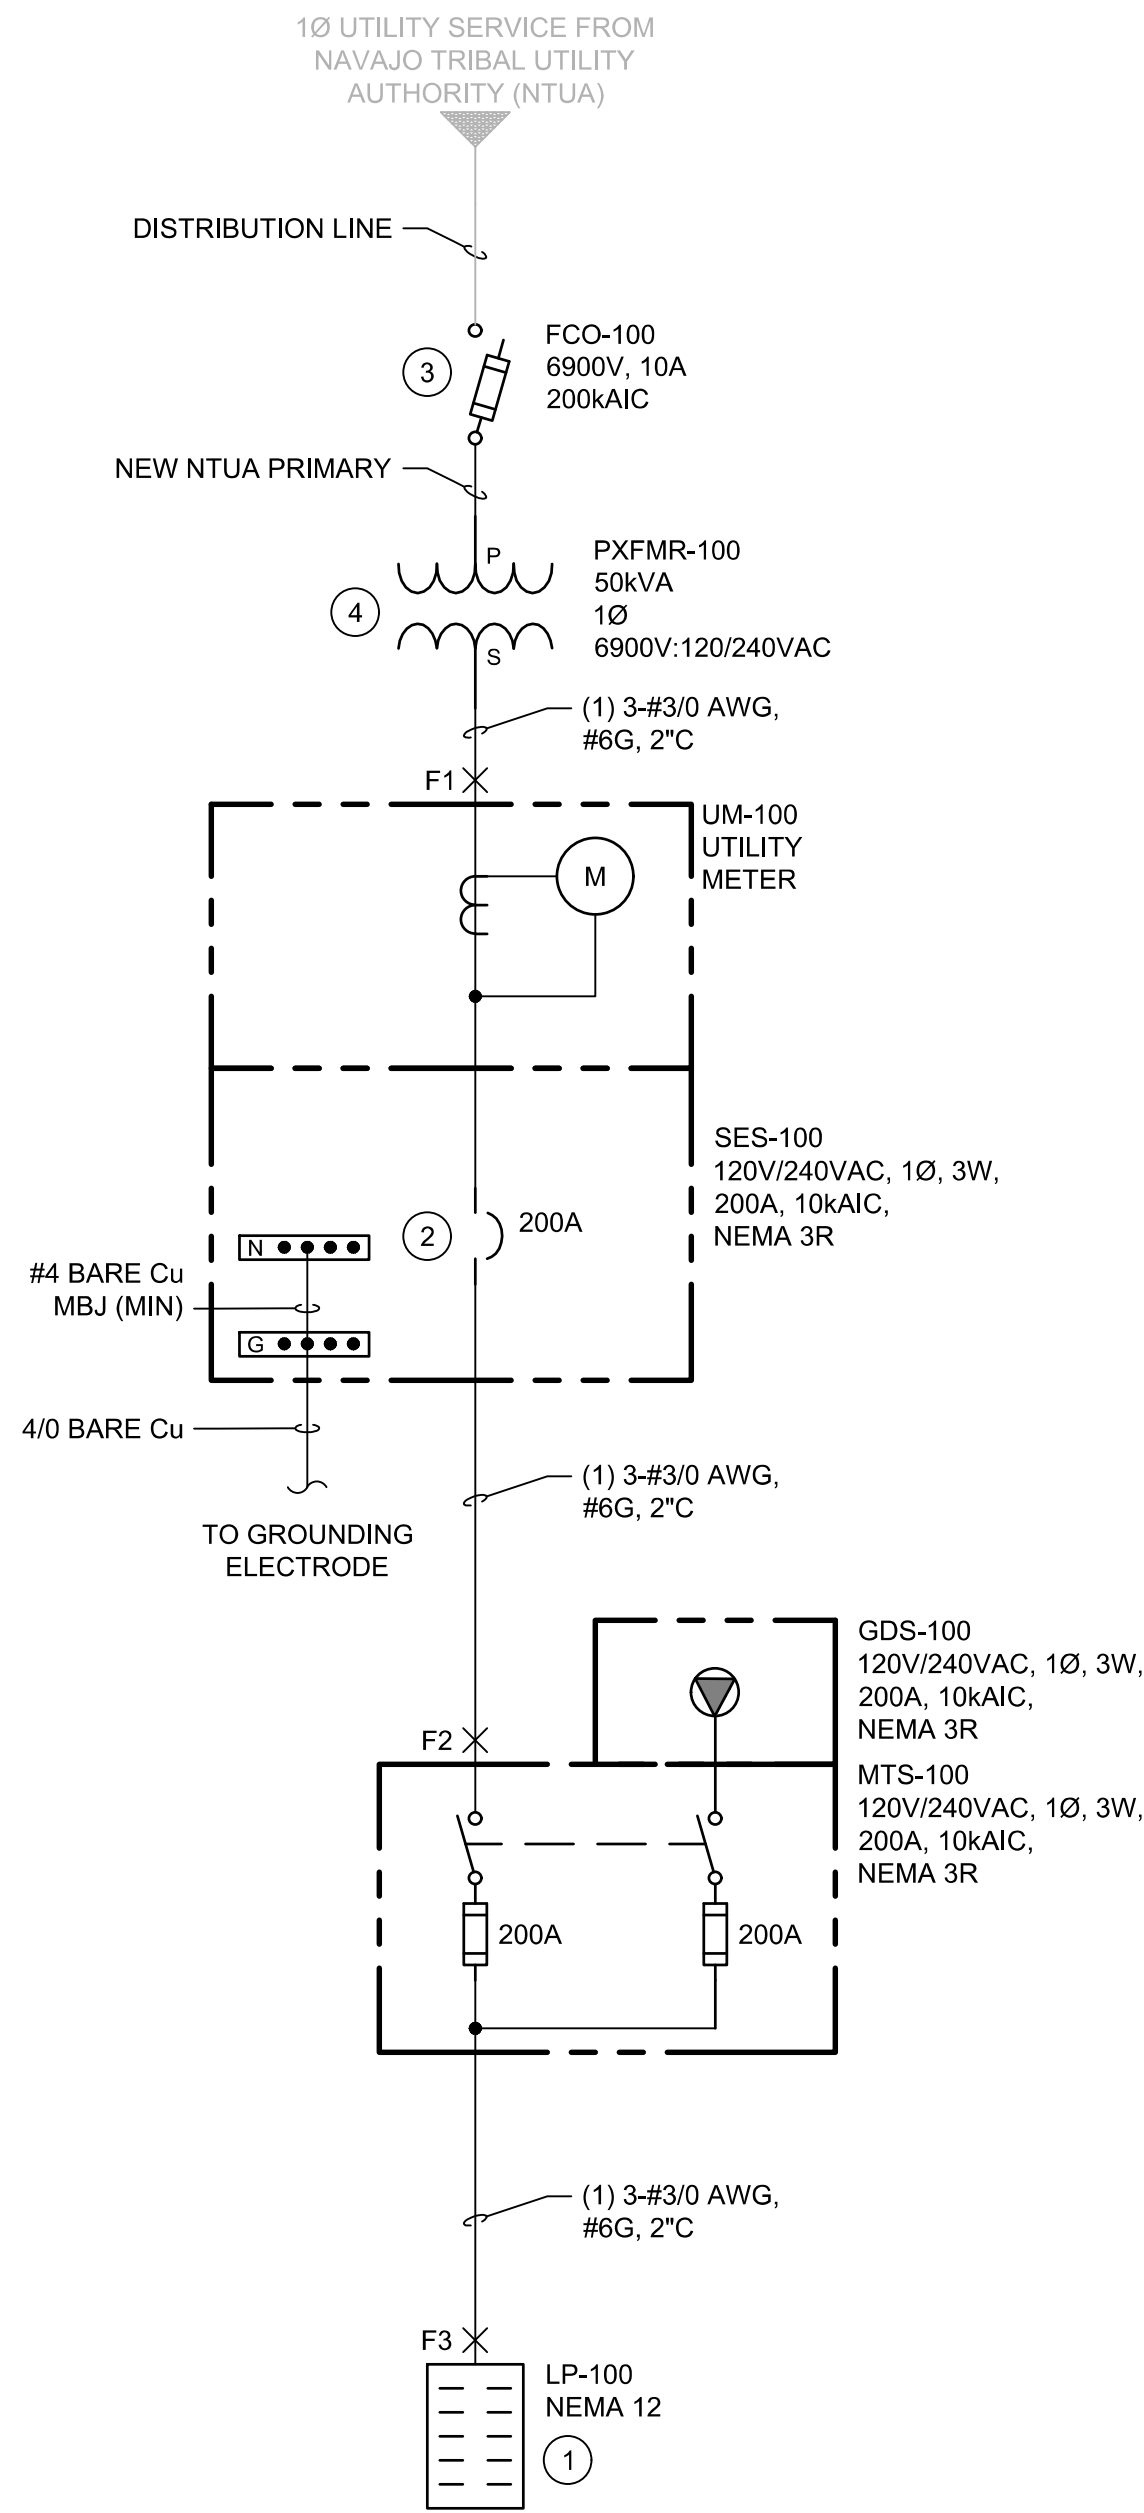 1Ø UTILITY SERVICE FROM
NAVAJO TRIBAL UTILITY
AUTHORITY (NTUA)
DISTRIBUTION LINE
3
FCO-100
6900V, 10A
200kAIC
NEW NTUA PRIMARY
P
4
S
PXFMR-100
50kVA
1Ø
6900V:120/240VAC
(1) 3-#3/0 AWG,
#6G, 2"C
F1
UM-100
UTILITY
METER
M
SES-100
120V/240VAC, 1Ø, 3W,
200A, 10kAIC,
NEMA 3R
2
200A
N
#4 BARE Cu
MBJ (MIN)
G
4/0 BARE Cu
(1) 3-#3/0 AWG,
#6G, 2"C
TO GROUNDING
ELECTRODE
GDS-100
120V/240VAC, 1Ø, 3W,
200A, 10kAIC,
NEMA 3R
F2
MTS-100
120V/240VAC, 1Ø, 3W,
200A, 10kAIC,
NEMA 3R
200A
200A
(1) 3-#3/0 AWG,
#6G, 2"C
F3
LP-100
NEMA 12
1